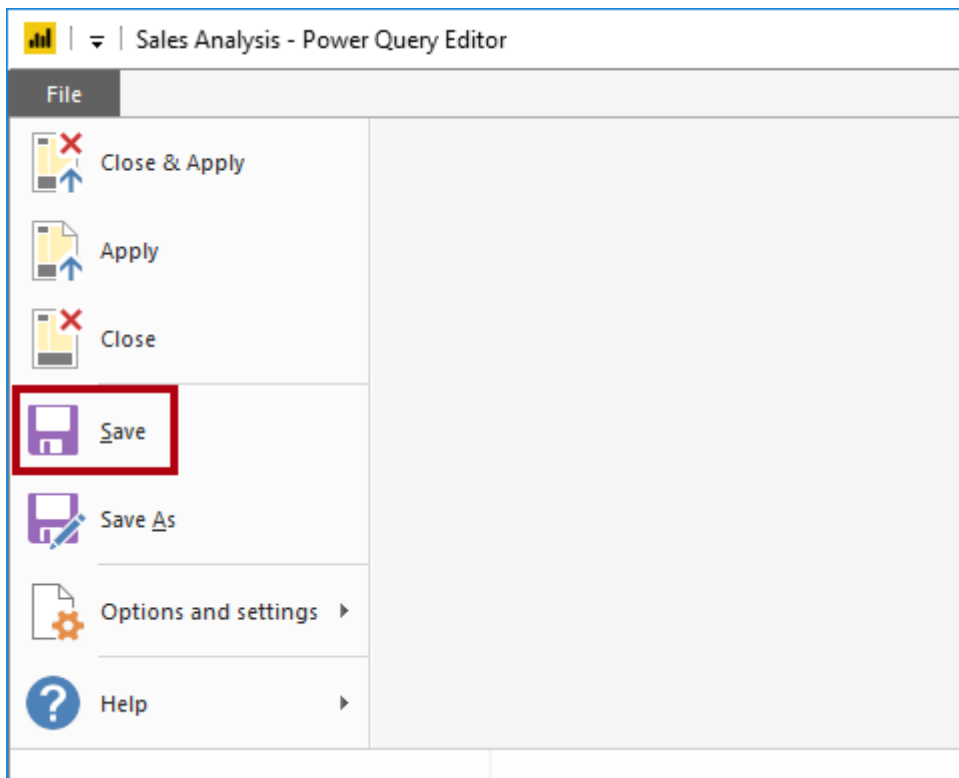 Sales Analysis - Power Query Editor
File
Close & Apply
Apply
Close
Save
Save As
Options and settings
Help